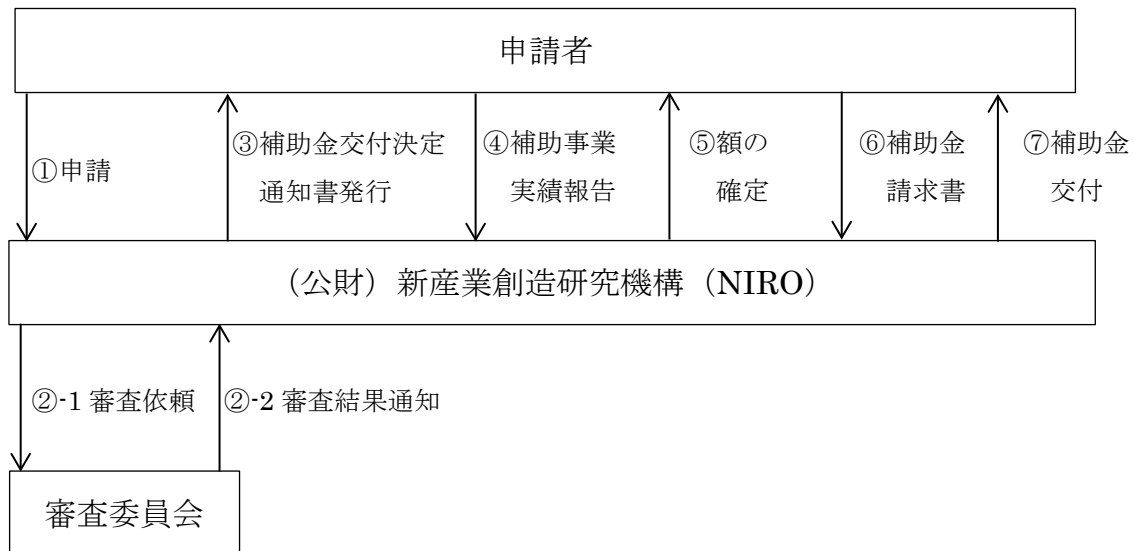 申請者
①申請
③補助金交付決定
通知書発行
④補助事業
実績報告
⑤額の
確定
⑥補助金
請求書
⑦補助金
交付
（公財）新産業創造研究機構（NIRO）
②-1 審査依頼
②-2 審査結果通知
審査委員会